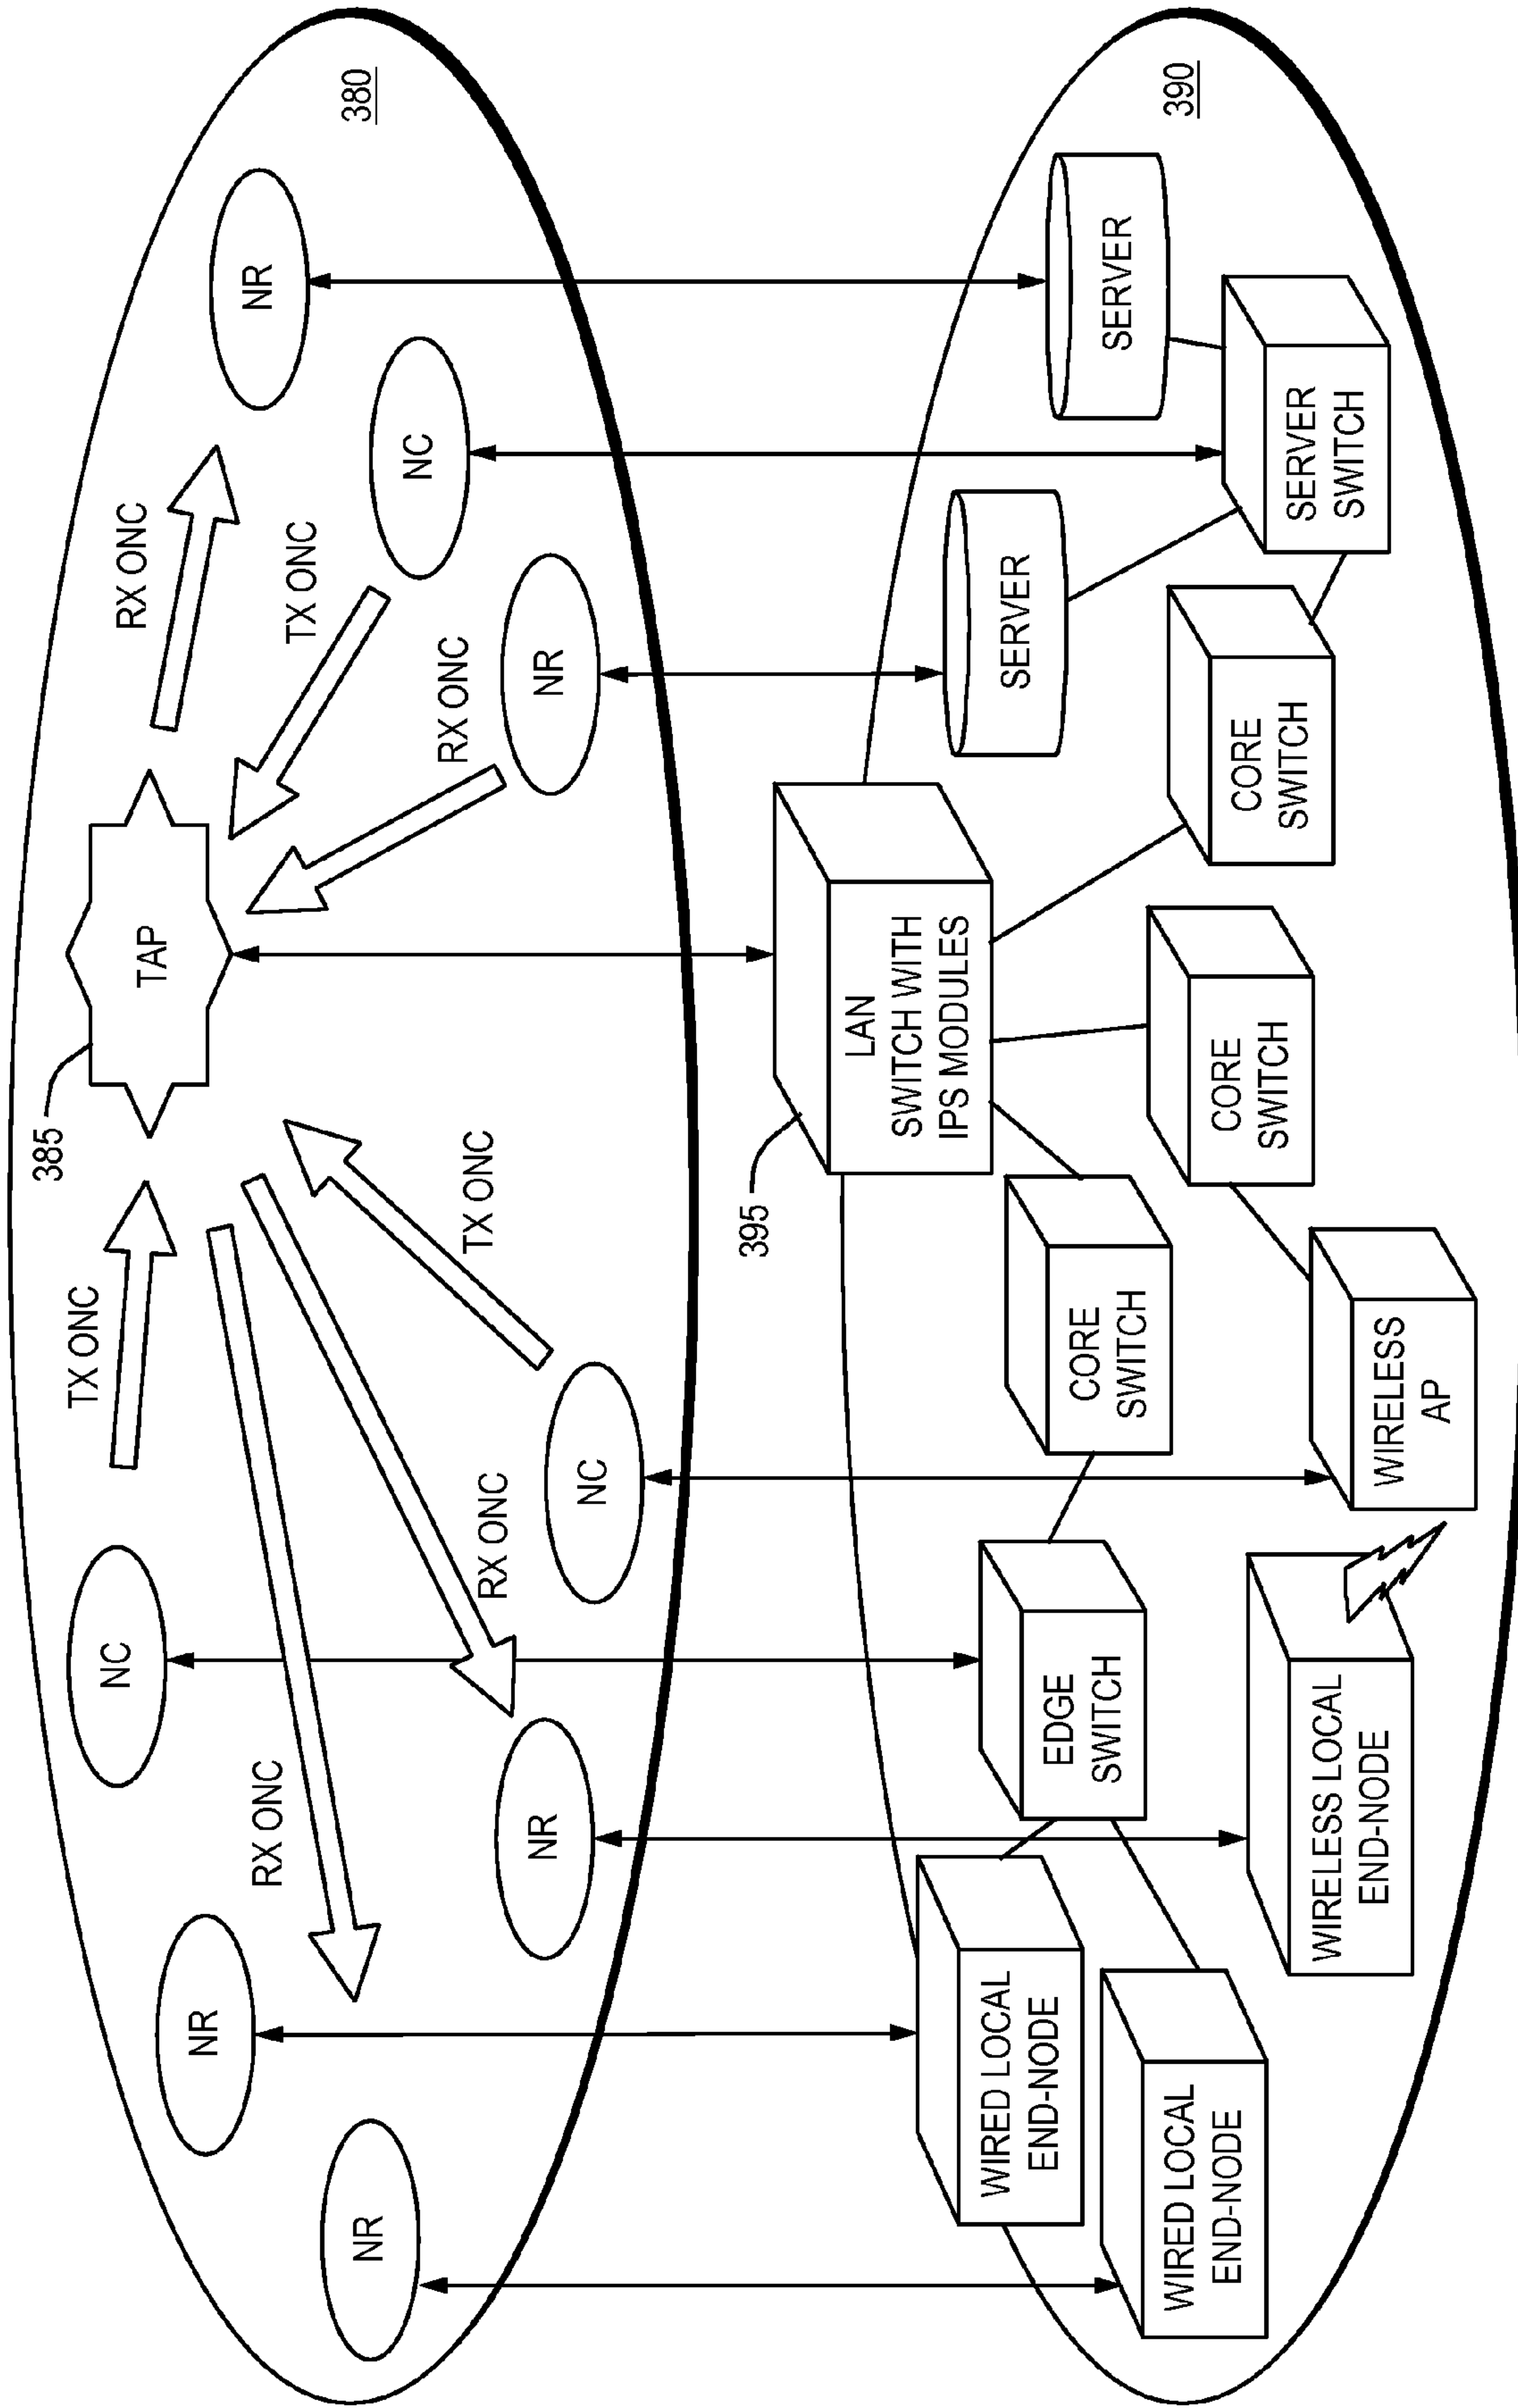 380
NR
RX ONC
NC
TX ONC
RX ONC
NR
TAP
385
TX ONC
TX ONC
NC
NC
RX ONC
RX ONC
NR
NR
NR
390
SERVER
SERVER
SERVER
SWITCH
CORE
SWITCH
LAN
SWITCH WITH
IPS MODULES
395
CORE
SWITCH
CORE
SWITCH
WIRELESS
AP
EDGE
SWITCH
WIRELESS LOCAL
END-NODE
WIRED LOCAL
END-NODE
WIRED LOCAL
END-NODE